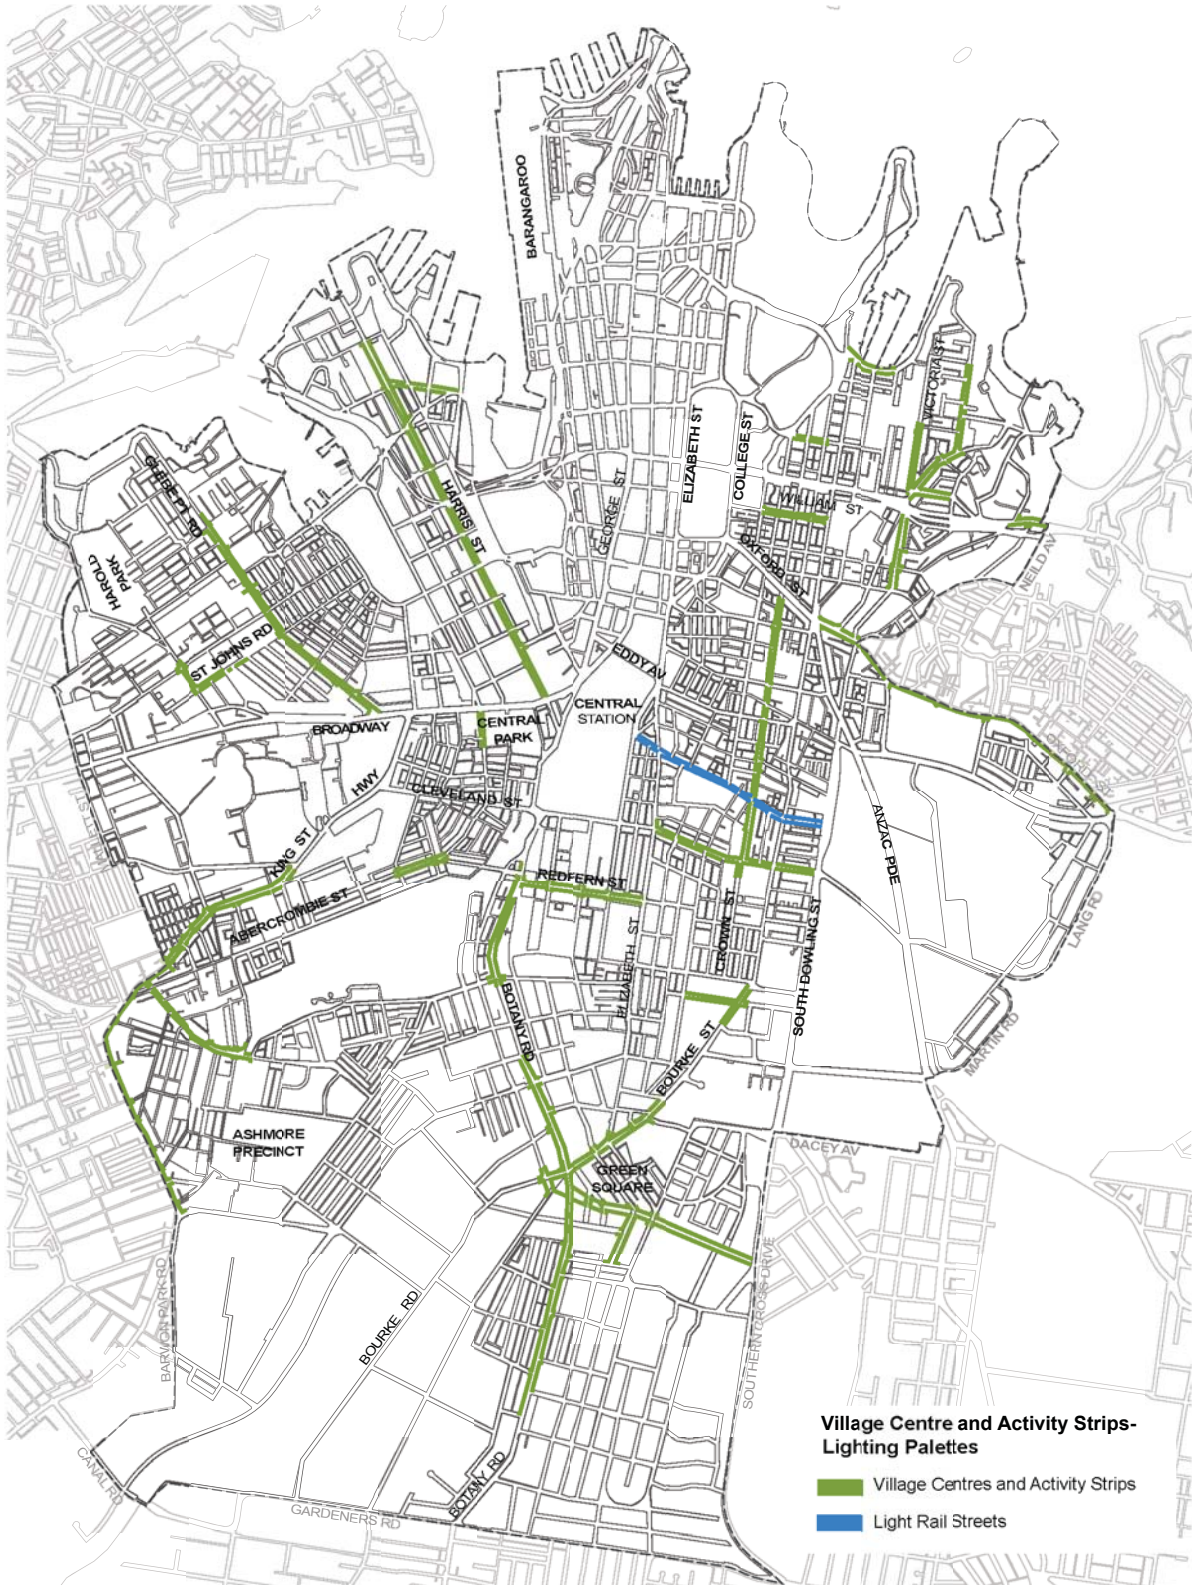 BARANGAROO
VICTORIA ST
ELIZABETH ST
COLLEGE ST
GLEBE PT RD
HARRIS ST
GEORGE ST
WILLIAM ST
OXFORD ST
NEILD AV
HAROLD
PARK
ST JOHNS RD
EDDY AV
CENTRAL
STATION
CENTRAL
PARK
BROADWAY
HWY
CLEVELAND ST
KING ST
ANZAC PDE
REDFERN ST
ABERCROMBIE ST
CROWN ST
SOUTH DOWLING ST
LANG RD
ELIZABETH ST
BOTANY RD
BOURKE ST
MARTIN RD
ASHMORE
PRECINCT
DACEY AV
GREEN
SQUARE
BARWON PARK RD
BOURKE RD
SOUTHERN CROSS DRIVE
Village Centre and Activity Strips-
Lighting Palettes
Village Centres and Activity Strips
Light Rail Streets
CANAL RD
BOTANY RD
GARDENERS RD